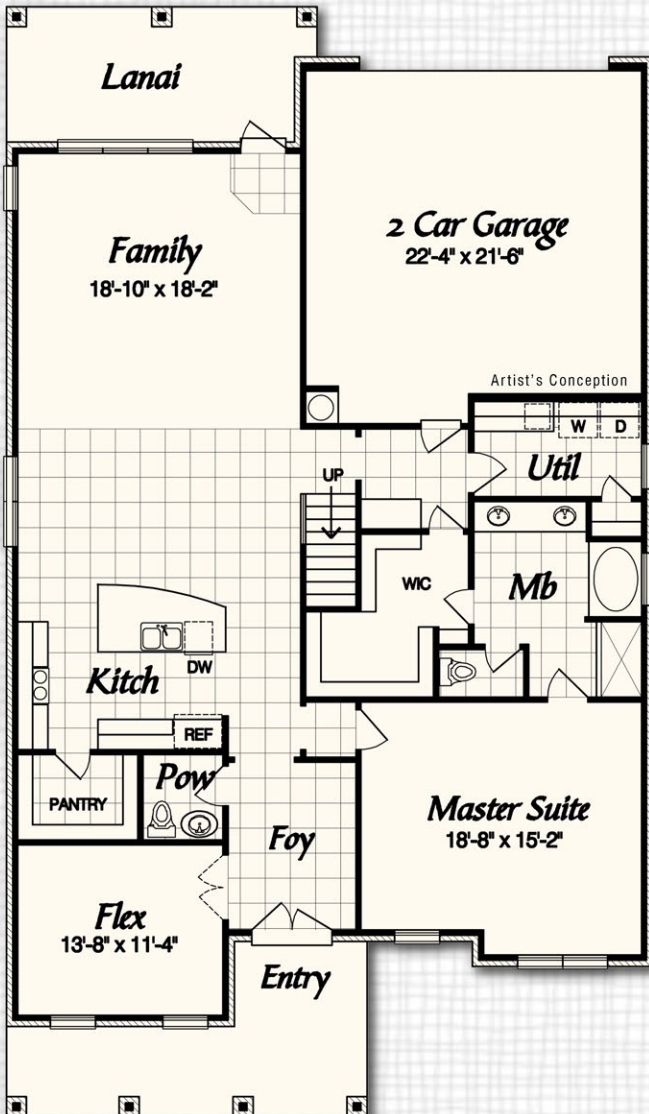 Lanai
2 Car Garage
22'-4" x 21'-6"
Family
18'-10" x 18'-2"
Artist's Conception
W D
Util
UP
WIC
Mb
DW
Kitch
REF
Pow
PANTRY
Foy
Master Suite
18'-8" x 15'-2"
Flex
13'-8" x 11'-4"
Entry